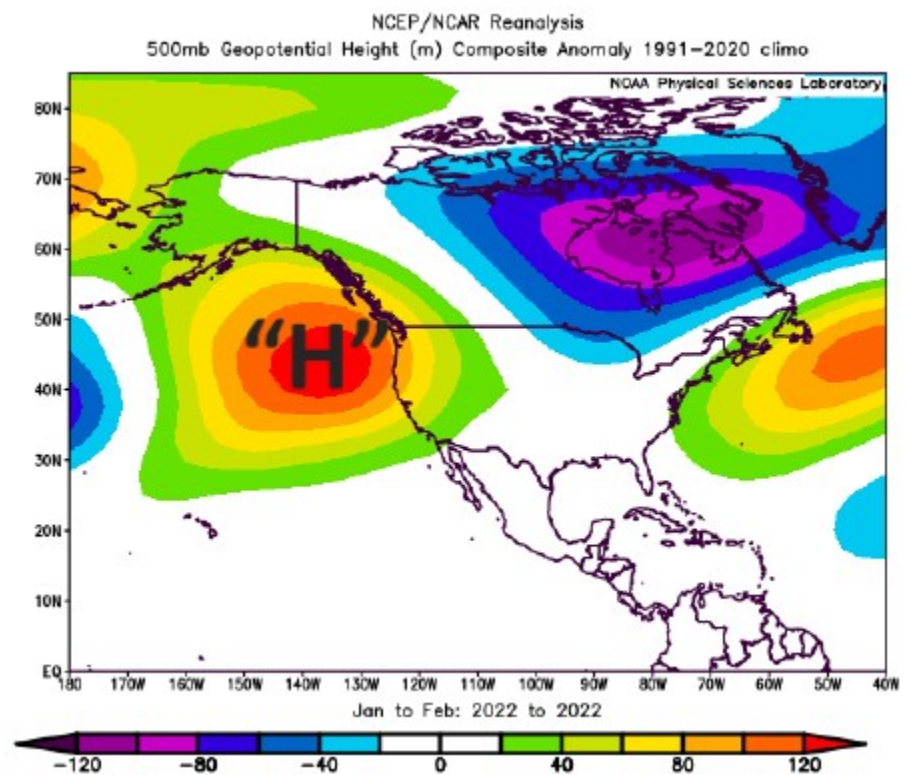 NCEP/NCAR Reanalysis
500mb Geopotential Height (m) Composite Anomaly 1991-2020 climo
NOAA Physical Sciences Laboratory
80N
70N
60N
50N
“H”
40N
30N
20N
10N
EQ
180 170W 160W 150W 140W 130W 120W 110W 100W 90W 80W 70W 60W 50W 40W
Jan to Feb: 2022 to 2022
-120 -80 -40 0 40 80 120